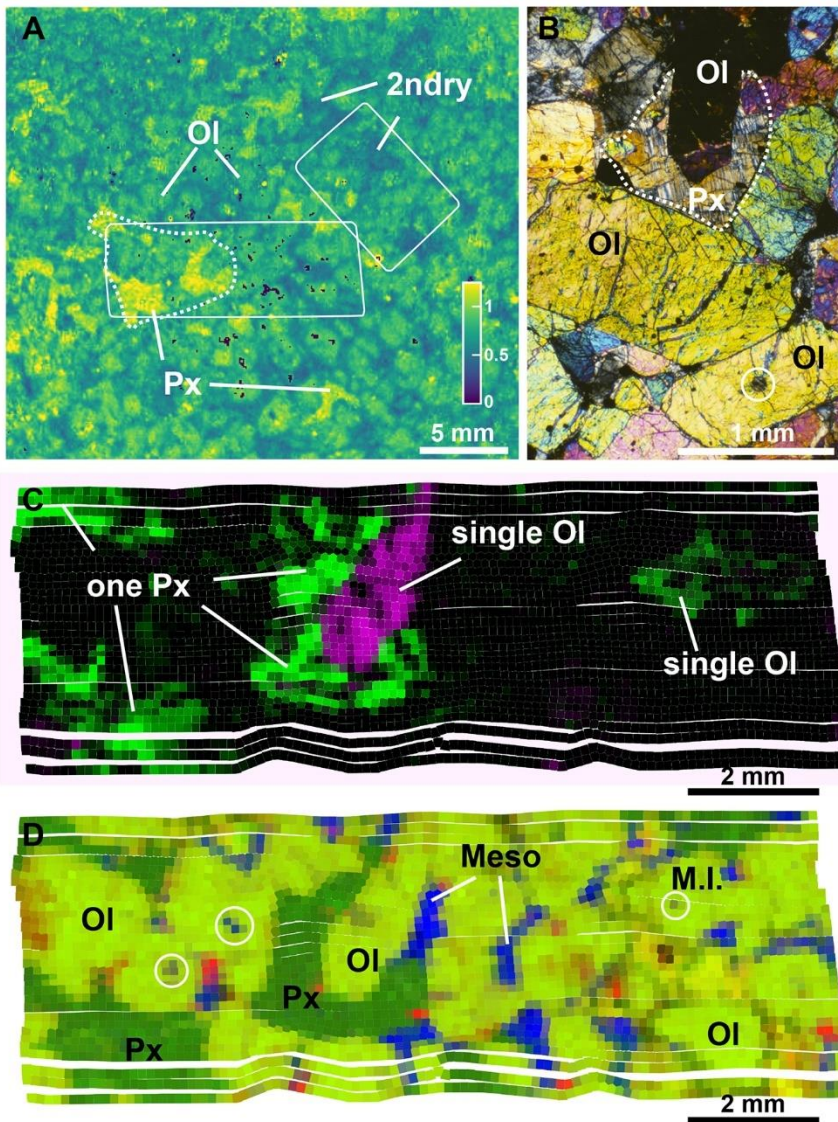 A
2ndry
Ol
Px
1
0.5
0
5 mm
B
Ol
Px
Ol
Ol
1 mm
C
single Ol
one Px
single Ol
2 mm
D
Meso
M.I.
Ol
Ol
Px
Px
Ol
2 mm